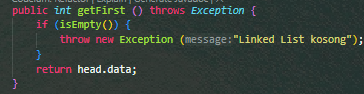 public int getFirst () throws Exception {
if (isEmpty()) {
throw new Exception (message:"Linked List kosong");
}
return head.data;
}